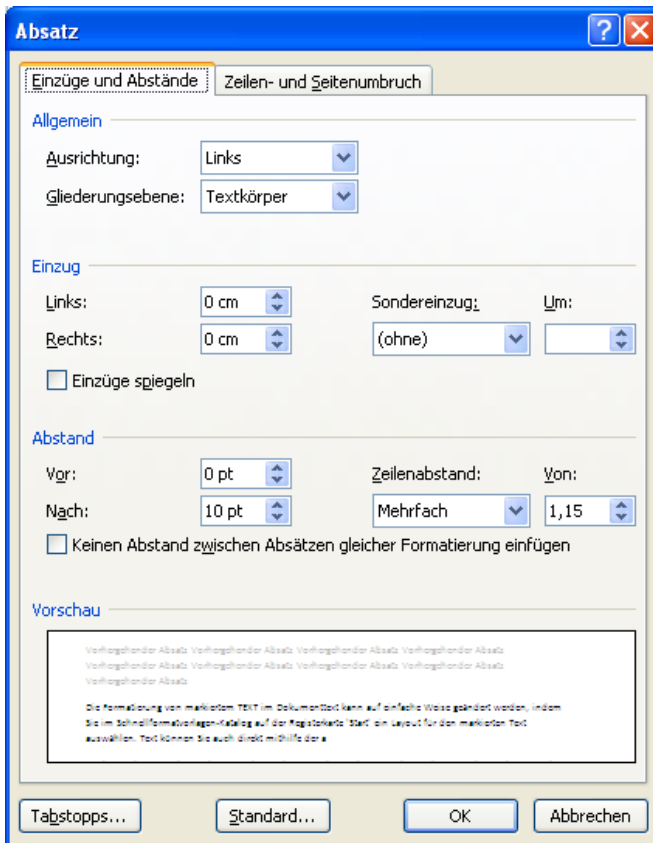 Absatz
Einzüge und Abstände
Zeilen- und Seitenumbruch
Allgemein
Ausrichtung: Links
Gliederungsebene: Textkörper
Einzug
Links: 0 cm Sondereinzug: Um:
Rechts: 0 cm (ohne)
Einzüge spiegeln
Abstand
Vor: 0 pt Zeilenabstand: Von:
Nach: 10 pt Mehrfach 1,15
Keinen Abstand zwischen Absätzen gleicher Formatierung einfügen
Vorschau
Vorhergehender Absatz Vorhergehender Absatz Vorhergehender Absatz Vorhergehender Absatz
Vorhergehender Absatz Vorhergehender Absatz Vorhergehender Absatz Vorhergehender Absatz
Vorhergehender Absatz
Die Formatierung von markiertem TEXT im Dokumenttext kann auf einfache Weise geändert werden, indem
Sie im Schnellformatvorlagen-Katalog auf der Registerkarte 'Start' ein Layout für den markierten Text
auswählen. Text können Sie auch direkt mithilfe der a
Tabstopps... Standard... OK Abbrechen